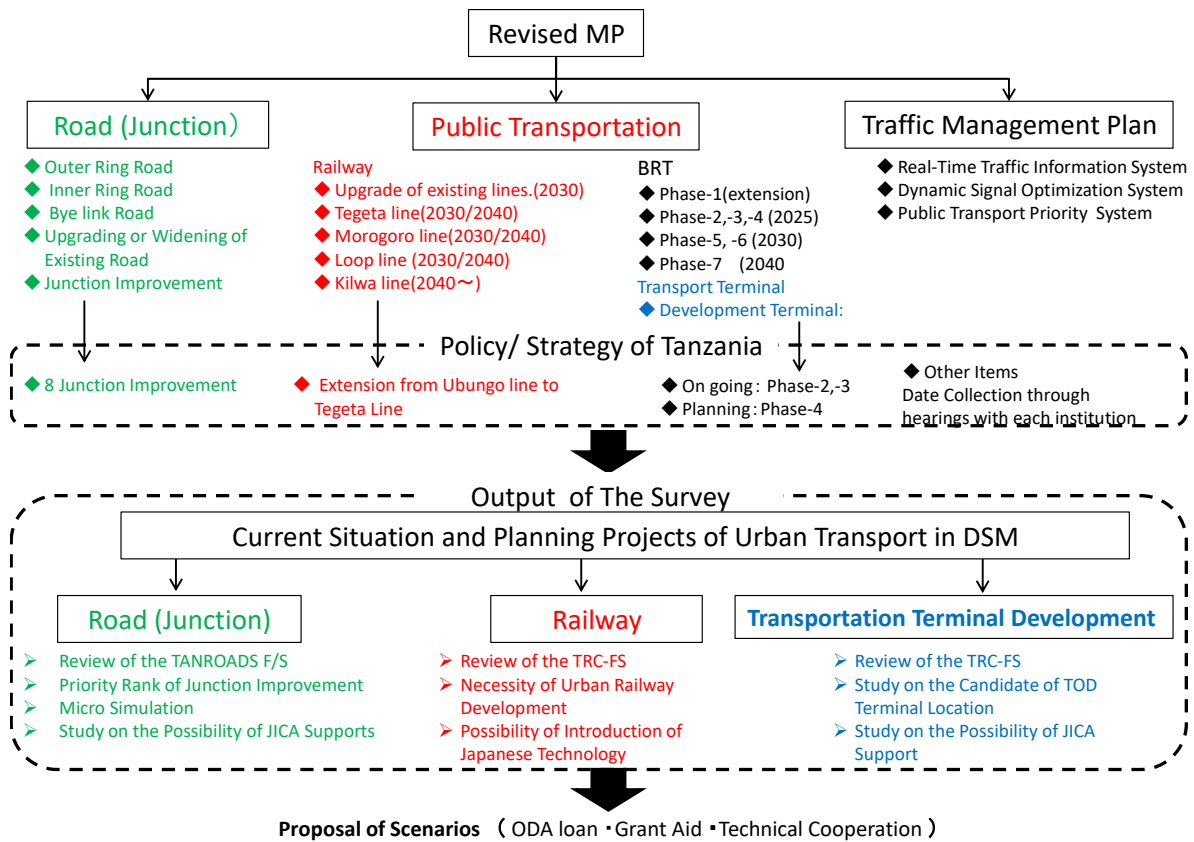 Revised MP
Road (Junction）
Public Transportation
Traffic Management Plan
◆ Outer Ring Road
◆ Inner Ring Road
◆ Bye link Road
◆ Upgrading or Widening of
Existing Road
◆ Junction Improvement
Railway
◆ Upgrade of existing lines.(2030)
◆ Tegeta line(2030/2040)
◆ Morogoro line(2030/2040)
◆ Loop line (2030/2040)
◆ Kilwa line(2040～)
BRT
◆ Phase-1(extension)
◆ Phase-2,-3,-4 (2025)
◆ Phase-5, -6 (2030)
◆ Phase-7 (2040
Transport Terminal
◆ Development Terminal:
◆ Real-Time Traffic Information System
◆ Dynamic Signal Optimization System
◆ Public Transport Priority System
Policy/ Strategy of Tanzania
◆ 8 Junction Improvement
◆ Extension from Ubungo line to
Tegeta Line
◆ On going：Phase-2,-3
◆ Planning：Phase-4
◆ Other Items
Date Collection through
hearings with each institution
Output of The Survey
Current Situation and Planning Projects of Urban Transport in DSM
Road (Junction)
Railway
Transportation Terminal Development
➢ Review of the TANROADS F/S
➢ Priority Rank of Junction Improvement
➢ Micro Simulation
➢ Study on the Possibility of JICA Supports
➢ Review of the TRC-FS
➢ Necessity of Urban Railway
Development
➢ Possibility of Introduction of
Japanese Technology
➢ Review of the TRC-FS
➢ Study on the Candidate of TOD
Terminal Location
➢ Study on the Possibility of JICA
Support
Proposal of Scenarios （ ODA loan ・Grant Aid ・Technical Cooperation ）